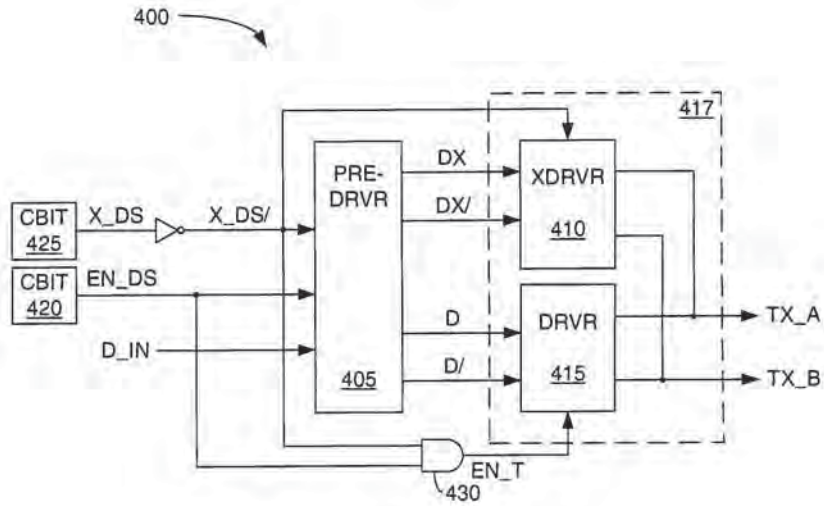 400
417
PRE-
DRVR
405
DX
DX/
XDRVR
410
CBIT
425
X_DS
X_DS/
CBIT
420
EN_DS
D_IN
D
D/
DRVR
415
TX_A
TX_B
EN_T
430